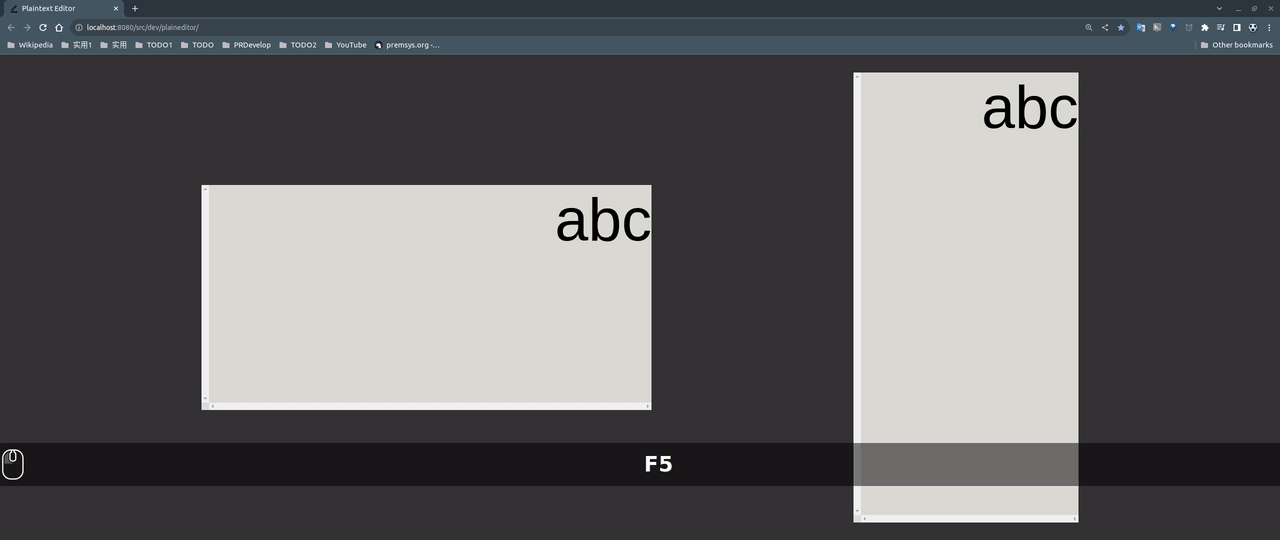 Plaintext Editor
localhost:8080/src/dev/plaineditor/
Wikipedia 实用1 实用 TODO1 TODO PRDevelop TODO2 YouTube premsys.org -... Other bookmarks
abc
abc
F5